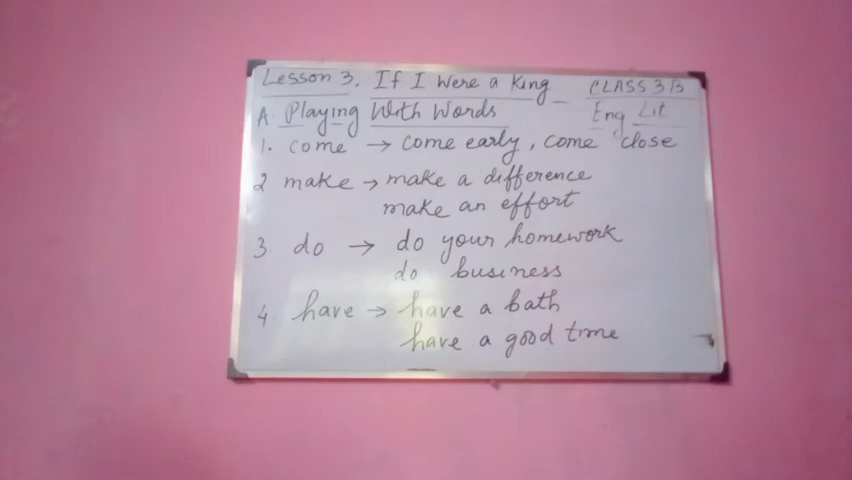 Lesson 3. If I Were a King CLASS 3B
A. Playing With Words Eng Lit
1. come → come early, come close
2 make → make a difference
make an effort
3. do → do your homework
do business
4. have → have a bath
have a good time